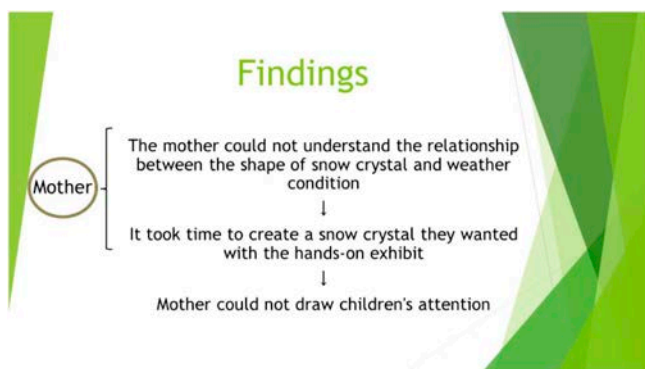 Findings
The mother could not understand the relationship
between the shape of snow crystal and weather
condition
Mother
↓
It took time to create a snow crystal they wanted
with the hands-on exhibit
↓
Mother could not draw children's attention